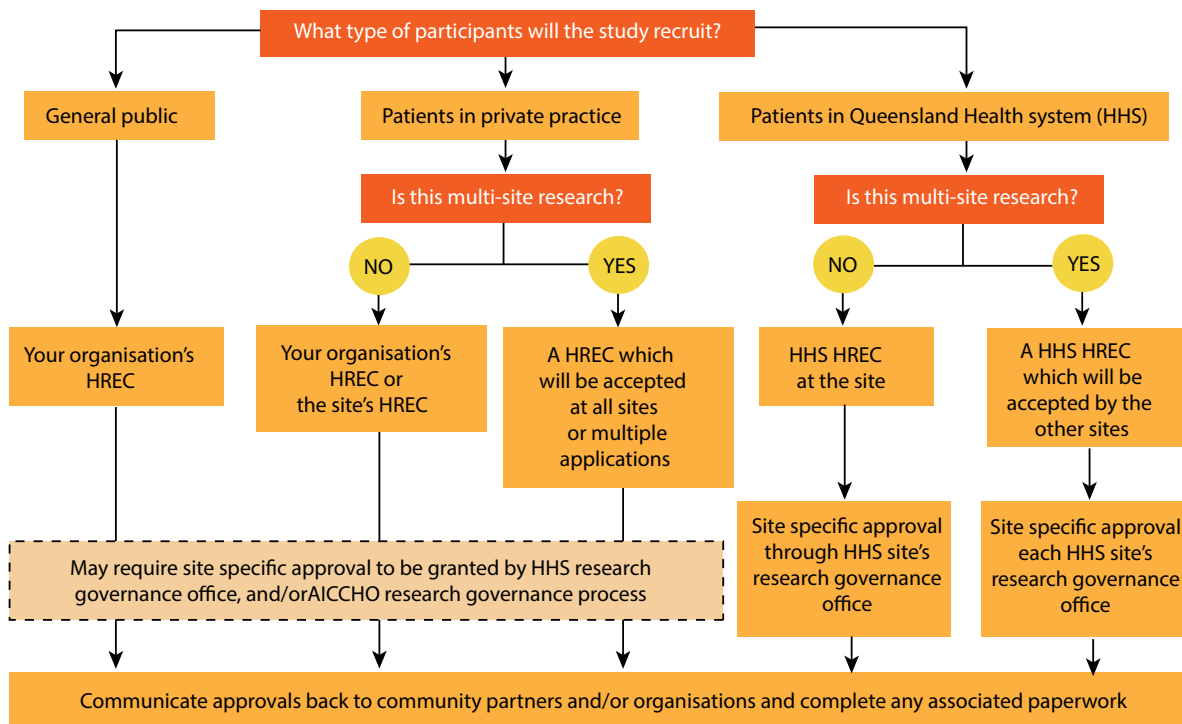 What type of participants will the study recruit?
General public
Patients in private practice
Patients in Queensland Health system (HHS)
Is this multi-site research?
Is this multi-site research?
NO
YES
NO
YES
Your organisation's
HREC
Your organisation's
HREC or
the site's HREC
A HREC which
will be accepted
at all sites
or multiple
applications
HHS HREC
at the site
A HHS HREC
which will be
accepted by the
other sites
Site specific approval
through HHS site's
research governance
office
Site specific approval
each HHS site's
research governance
office
May require site specific approval to be granted by HHS research
governance office, and/orAICCHO research governance process
Communicate approvals back to community partners and/or organisations and complete any associated paperwork